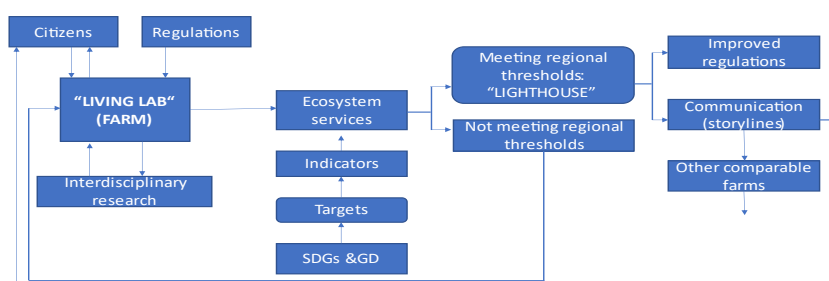 Citizens
Regulations
“LIVING LAB“
(FARM)
Interdisciplinary
research
Ecosystem
services
Indicators
Targets
SDGs &GD
Meeting regional
thresholds:
“LIGHTHOUSE”
Not meeting regional
thresholds
Improved
regulations
Communication
(storylines)
Other comparable
farms